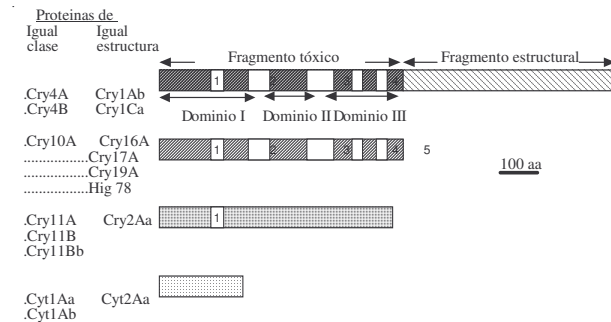 Proteinas de
Igual Igual
clase estructura
Fragmento tóxico Fragmento estructural
1 2 3 4
.Cry4A Cry1Ab
.Cry4B Cry1Ca
Dominio I Dominio II Dominio III
.Cry10A Cry16A
1 2 3 4 5
.................Cry17A
.................Cry19A
.................Hig 78
100 aa
.Cry11A Cry2Aa
1
.Cry11B
.Cry11Bb
.Cyt1Aa Cyt2Aa
.Cyt1Ab